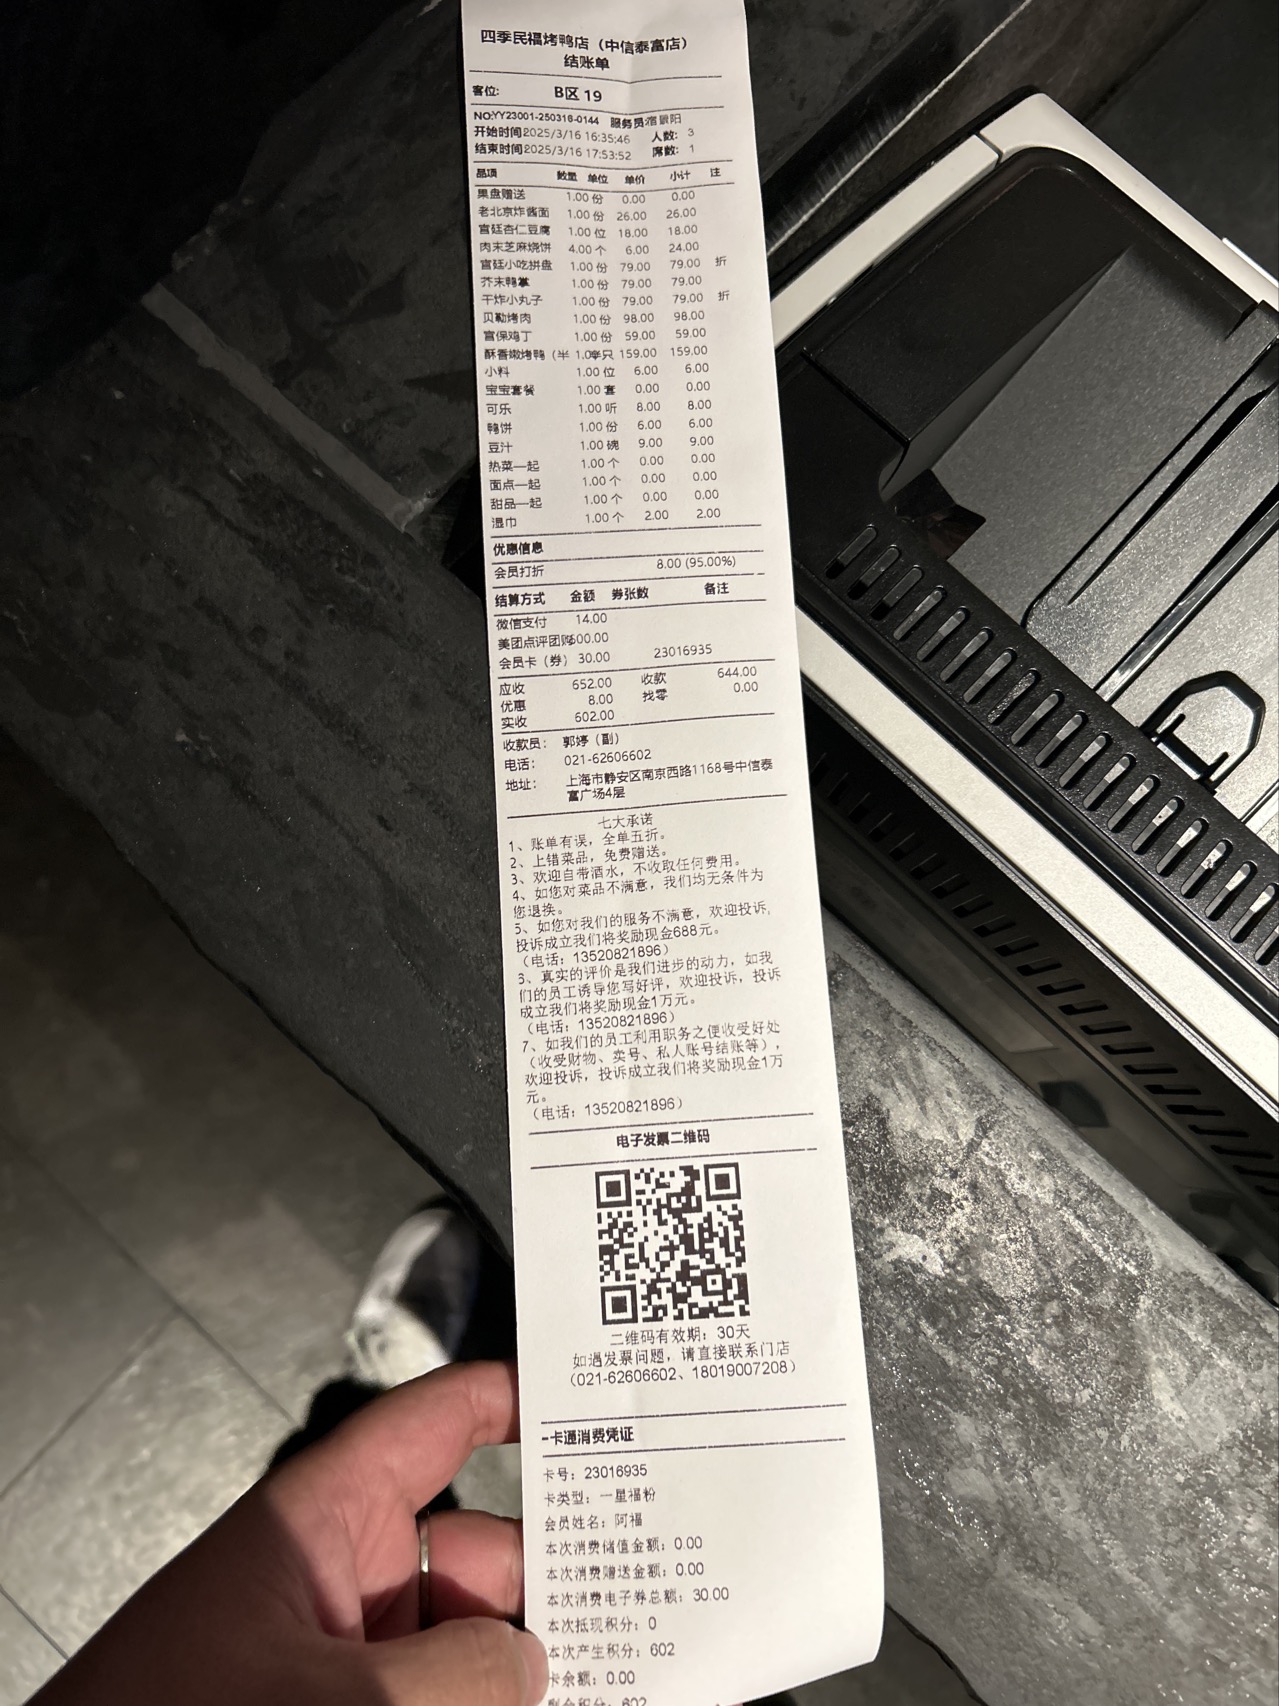 四季民福烤鸭店（中信泰富店）
结账单
客位： B区 19
NO:YY23001-250316-0144 服务员:宿景阳
开始时间2025/3/16 16:35:46 人数： 3
结束时间2025/3/16 17:53:52 席数： 1
品项 数量 单位 单价 小计 注
果盘赠送 1.00 份 0.00 0.00
老北京炸酱面 1.00 份 26.00 26.00
宫廷杏仁豆腐 1.00 位 18.00 18.00
肉末芝麻烧饼 4.00 个 6.00 24.00
宫廷小吃拼盘 1.00 份 79.00 79.00 折
芥末鸭掌 1.00 份 79.00 79.00
干炸小丸子 1.00 份 79.00 79.00 折
贝勒烤肉 1.00 份 98.00 98.00
宫保鸡丁 1.00 份 59.00 59.00
酥香嫩烤鸭（半 1.0半只 159.00 159.00
小料 1.00 位 6.00 6.00
宝宝套餐 1.00 套 0.00 0.00
可乐 1.00 听 8.00 8.00
鸭饼 1.00 份 6.00 6.00
豆汁 1.00 碗 9.00 9.00
热菜一起 1.00 个 0.00 0.00
面点一起 1.00 个 0.00 0.00
甜品一起 1.00 个 0.00 0.00
湿巾 1.00 个 2.00 2.00
优惠信息
会员打折 8.00 (95.00%)
结算方式 金额 券张数 备注
微信支付 14.00
美团点评团购600.00
会员卡（券） 30.00 23016935
应收 652.00 收款 644.00
优惠 8.00 找零 0.00
实收 602.00
收款员： 郭婷（副）
电话： 021-62606602
地址： 上海市静安区南京西路1168号中信泰
富广场4层
七大承诺
1、账单有误，全单五折。
2、上错菜品，免费赠送。
3、欢迎自带酒水，不收取任何费用。
4、如您对菜品不满意，我们均无条件为
您退换。
5、如您对我们的服务不满意，欢迎投诉，
投诉成立我们将奖励现金688元。
（电话：13520821896）
6、真实的评价是我们进步的动力，如我
们的员工诱导您写好评，欢迎投诉，投诉
成立我们将奖励现金1万元。
（电话：13520821896）
7、如我们的员工利用职务之便收受好处
（收受财物、卖号、私人账号结账等），
欢迎投诉，投诉成立我们将奖励现金1万
元。
（电话：13520821896）
电子发票二维码
二维码有效期：30天
如遇发票问题，请直接联系门店
（021-62606602、18019007208）
一卡通消费凭证
卡号：23016935
卡类型：一星福粉
会员姓名：阿福
本次消费储值金额：0.00
本次消费赠送金额：0.00
本次消费电子券总额：30.00
本次抵现积分：0
本次产生积分：602
卡余额：0.00
剩余积分：602